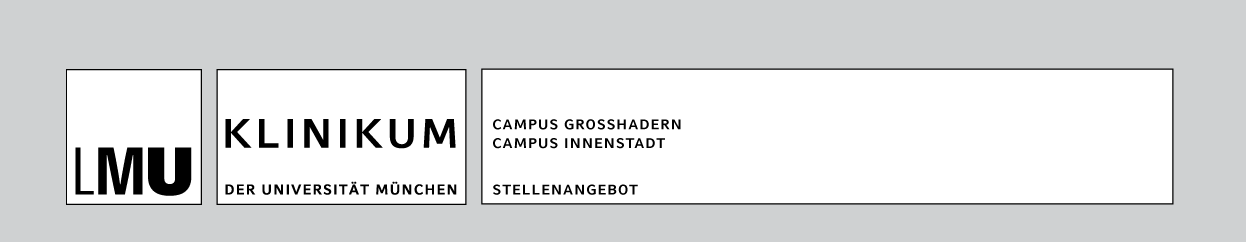 LMU
KLINIKUM
DER UNIVERSITÄT MÜNCHEN
CAMPUS GROSSHADERN
CAMPUS INNENSTADT
STELLENANGEBOT